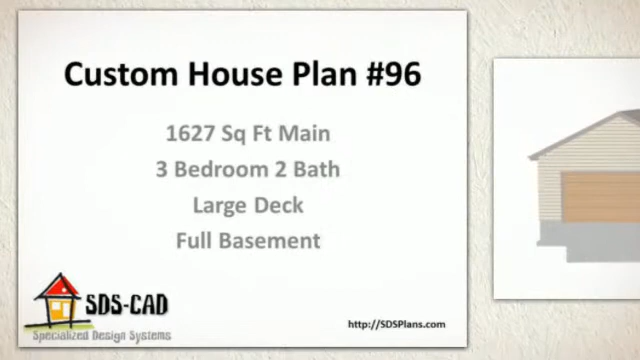 Custom House Plan #96
1627 Sq Ft Main
3 Bedroom 2 Bath
Large Deck
Full Basement
SDS-CAD
Specialized Design Systems
http://SDSPlans.com